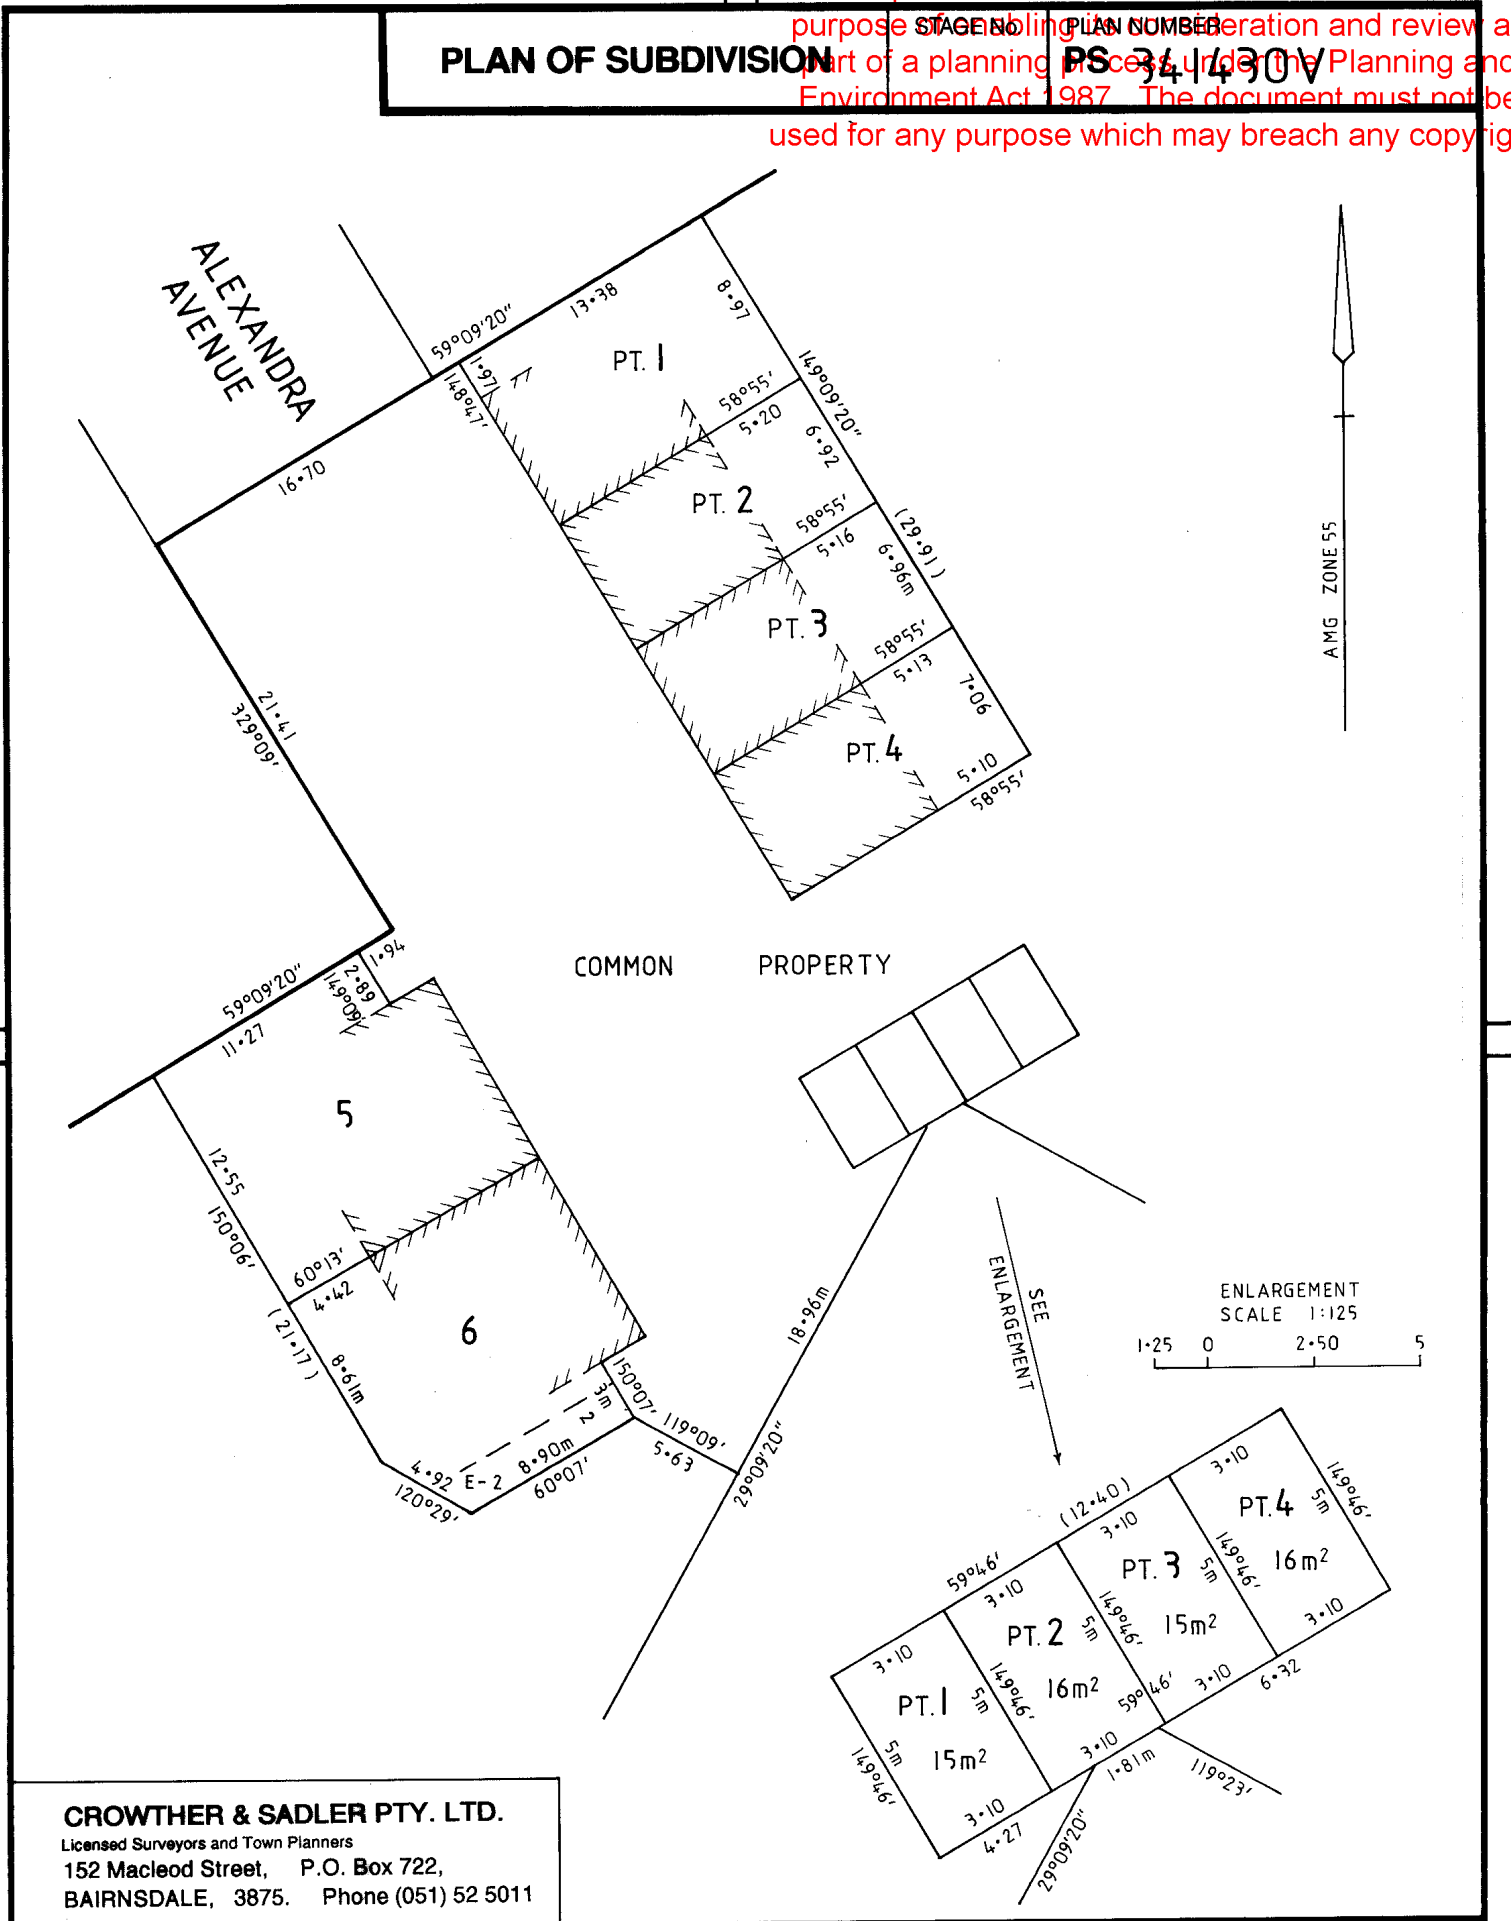 purpose of enabling its consideration and review a
part of a planning process under the Planning and
Environment Act 1987. The document must not be
used for any purpose which may breach any copyrig
PLAN OF SUBDIVISION
STAGE No.
PLAN NUMBER
PS 341430V
ALEXANDRA
AVENUE
59°09'20"
13•38
8•97
1•97
148°47'
PT. 1
16•70
58°55'
5•20
149°09'20"
6•92
PT. 2
58°55'
5•16
(29•91)
6•96m
PT. 3
58°55'
5•13
7•06
PT. 4
5•10
58°55'
AMG ZONE 55
21•41
329°09'
COMMON PROPERTY
1•94
2•89
149°09'
59°09'20"
11•27
5
12•55
150°06'
60°13'
4•42
(21•17)
8•61m
6
3m
2
150°07'
119°09'
5•63
4•92
120°29'
E-2
8•90m
60°07'
18•96m
29°09'20"
SEE
ENLARGEMENT
ENLARGEMENT
SCALE 1:125
1•25 0 2•50 5
(12•40)
59°46'
3•10
3•10
3•10
3•10
149°46'
5m
PT. 4
16m²
149°46'
5m
PT. 3
15m²
149°46'
5m
PT. 2
16m²
149°46'
5m
PT. 1
15m²
5m
149°46'
59°46'
3•10
3•10
3•10
3•10
6•32
1•81m
4•27
119°23'
29°09'20"
CROWTHER & SADLER PTY. LTD.
Licensed Surveyors and Town Planners
152 Macleod Street, P.O. Box 722,
BAIRNSDALE, 3875. Phone (051) 52 5011